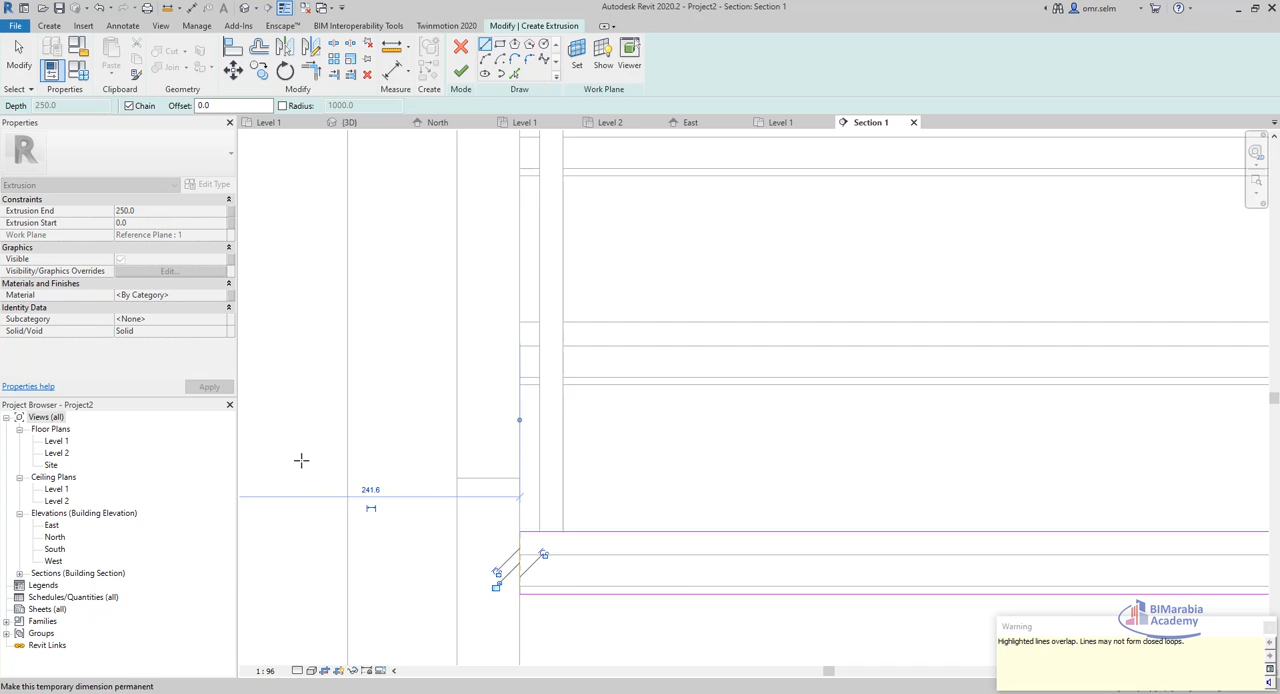 Autodesk Revit 2020.2 - Project2 - Section: Section 1
omr.selm
File Create Insert Annotate View Manage Add-Ins Enscape™ BIM Interoperability Tools Twinmotion 2020 Modify | Create Extrusion
Modify
Paste
Cut
Join
Create
Set Show Viewer
Select Properties Clipboard Geometry Modify Measure Create Mode Draw Work Plane
Depth 250.0 Chain Offset: 0.0 Radius: 1000.0
Properties
Level 1 (3D) North Level 1 Level 2 East Level 1 Section 1
Extrusion Edit Type
Constraints
Extrusion End 250.0
Extrusion Start 0.0
Work Plane Reference Plane : 1
Graphics
Visible
Visibility/Graphics Overrides Edit...
Materials and Finishes
Material <By Category>
Identity Data
Subcategory <None>
Solid/Void Solid
Properties help Apply
Project Browser - Project2
Views (all)
Floor Plans
Level 1
Level 2
Site
Ceiling Plans
Level 1
Level 2
Elevations (Building Elevation)
East
North
South
West
Sections (Building Section)
Legends
Schedules/Quantities (all)
Sheets (all)
Families
Groups
Revit Links
241.6
BIMarabia
Academy
Warning
Highlighted lines overlap. Lines may not form closed loops.
1 : 96
Make this temporary dimension permanent